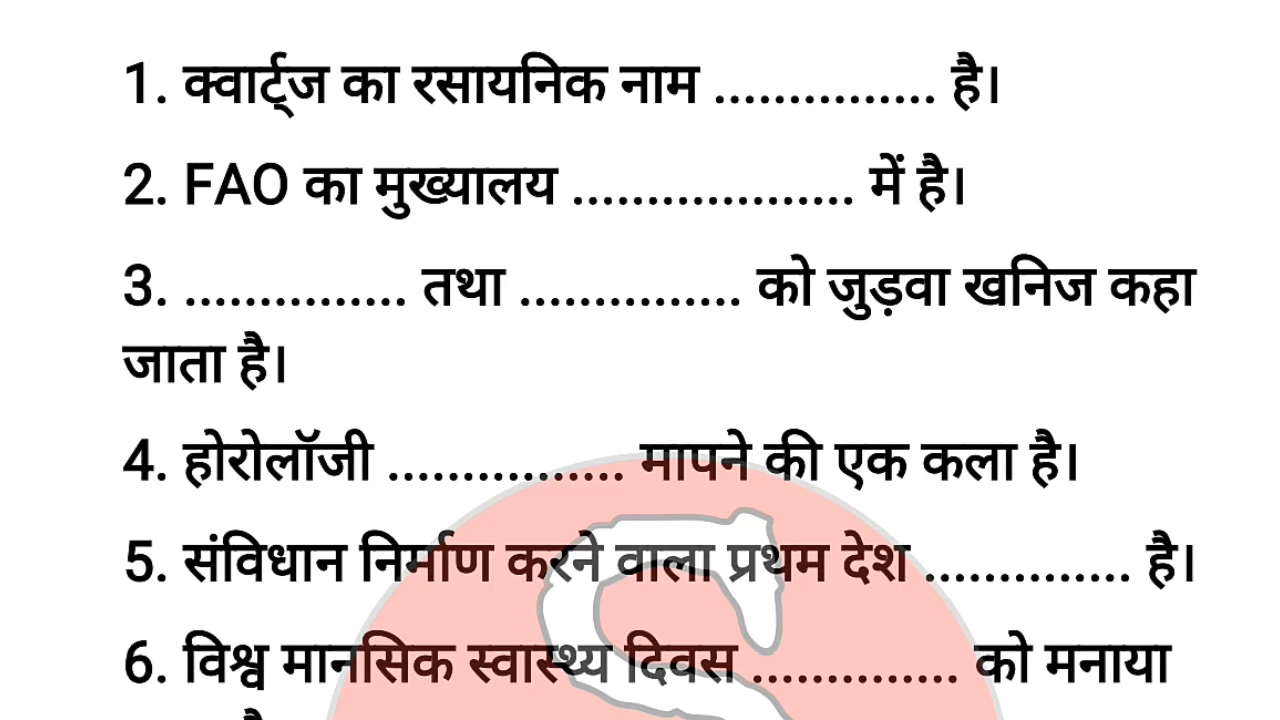 1. क्वार्ट्ज का रसायनिक नाम ............... है।
2. FAO का मुख्यालय ................... में है।
3. ............... तथा ............... को जुड़वा खनिज कहा
जाता है।
4. होरोलॉजी ................ मापने की एक कला है।
5. संविधान निर्माण करने वाला प्रथम देश .............. है।
6. विश्व मानसिक स्वास्थ्य दिवस .............. को मनाया